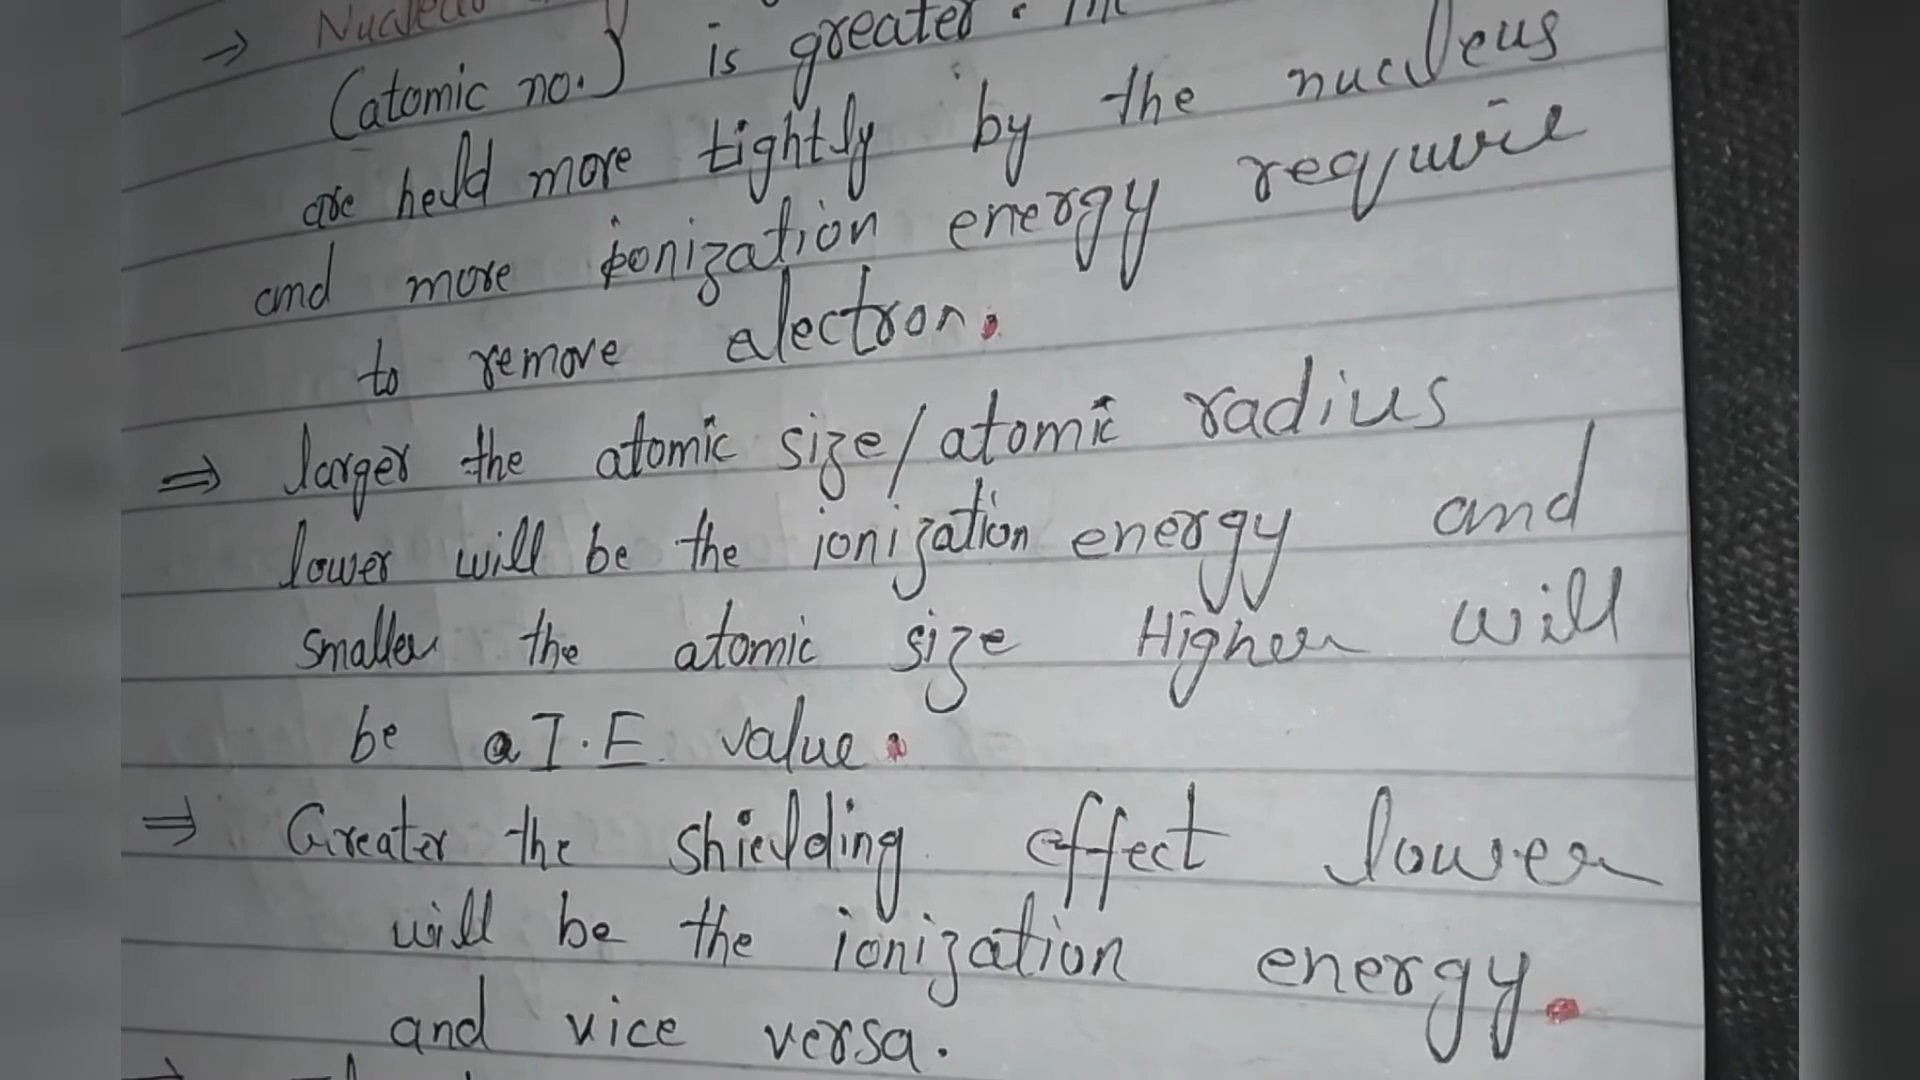 ⇒ Nuclear
(atomic no.) is greater. The
are held more tightly by the nucleus
and more ionization energy require
to remove electron.
⇒ larger the atomic size/atomic radius
lower will be the ionization energy and
smaller the atomic size Higher will
be a I.E. value.
⇒ Greater the shielding effect lower
will be the ionization energy.
and vice versa.